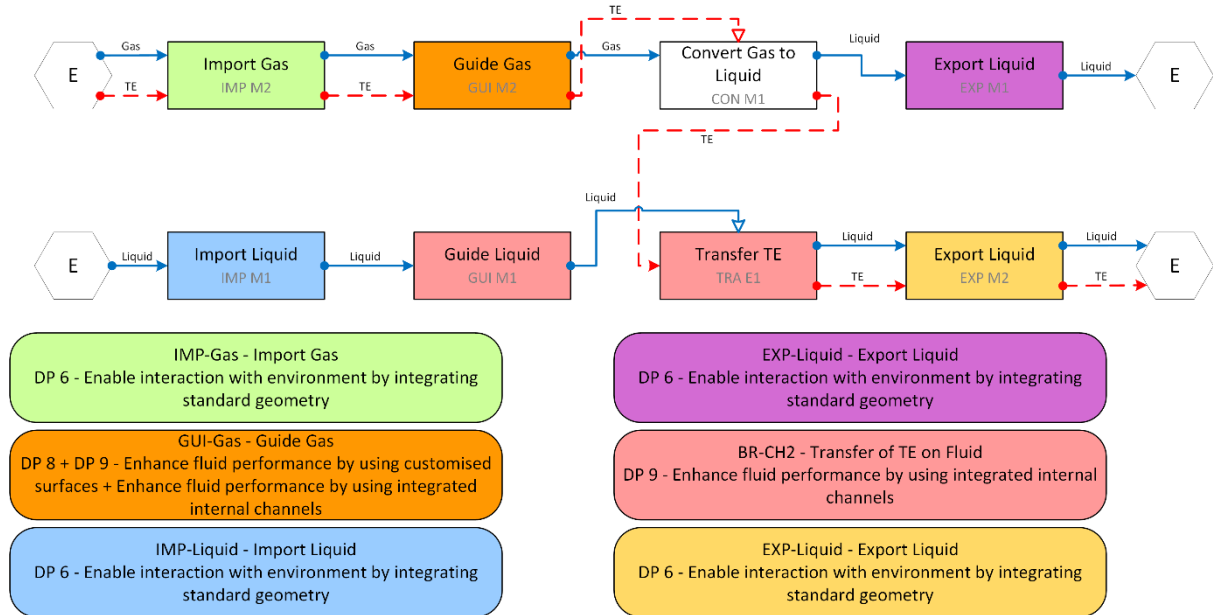 TE
Gas
Gas
Gas
Liquid
Liquid
E
Import Gas
IMP M2
Guide Gas
GUI M2
Convert Gas to
Liquid
CON M1
Export Liquid
EXP M1
E
TE
TE
TE
Liquid
Liquid
Liquid
Liquid
Liquid
E
Import Liquid
IMP M1
Guide Liquid
GUI M1
Transfer TE
TRA E1
Export Liquid
EXP M2
E
TE
TE
IMP-Gas - Import Gas
DP 6 - Enable interaction with environment by integrating
standard geometry
EXP-Liquid - Export Liquid
DP 6 - Enable interaction with environment by integrating
standard geometry
GUI-Gas - Guide Gas
DP 8 + DP 9 - Enhance fluid performance by using customised
surfaces + Enhance fluid performance by using integrated
internal channels
BR-CH2 - Transfer of TE on Fluid
DP 9 - Enhance fluid performance by using integrated internal
channels
IMP-Liquid - Import Liquid
DP 6 - Enable interaction with environment by integrating
standard geometry
EXP-Liquid - Export Liquid
DP 6 - Enable interaction with environment by integrating
standard geometry